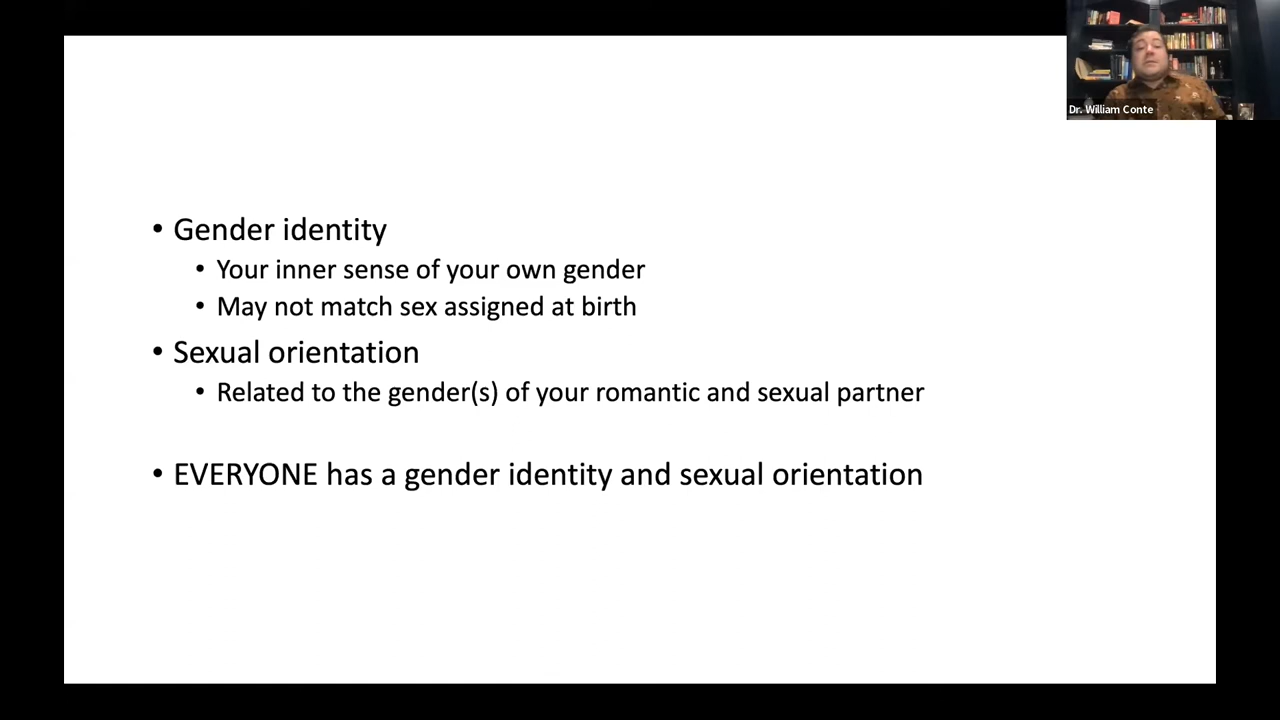 Dr. William Conte
• Gender identity
• Your inner sense of your own gender
• May not match sex assigned at birth
• Sexual orientation
• Related to the gender(s) of your romantic and sexual partner
• EVERYONE has a gender identity and sexual orientation